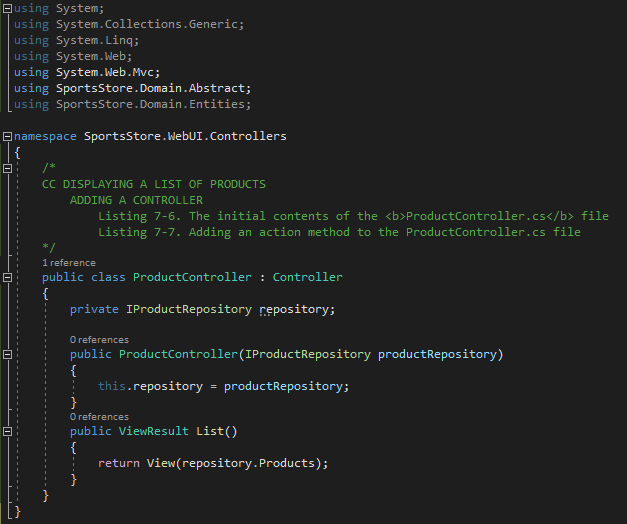 using System;
using System.Collections.Generic;
using System.Linq;
using System.Web;
using System.Web.Mvc;
using SportsStore.Domain.Abstract;
using SportsStore.Domain.Entities;
namespace SportsStore.WebUI.Controllers
{
/*
CC DISPLAYING A LIST OF PRODUCTS
ADDING A CONTROLLER
Listing 7-6. The initial contents of the <b>ProductController.cs</b> file
Listing 7-7. Adding an action method to the ProductController.cs file
*/
1 reference
public class ProductController : Controller
{
private IProductRepository repository;
0 references
public ProductController(IProductRepository productRepository)
{
this.repository = productRepository;
}
0 references
public ViewResult List()
{
return View(repository.Products);
}
}
}